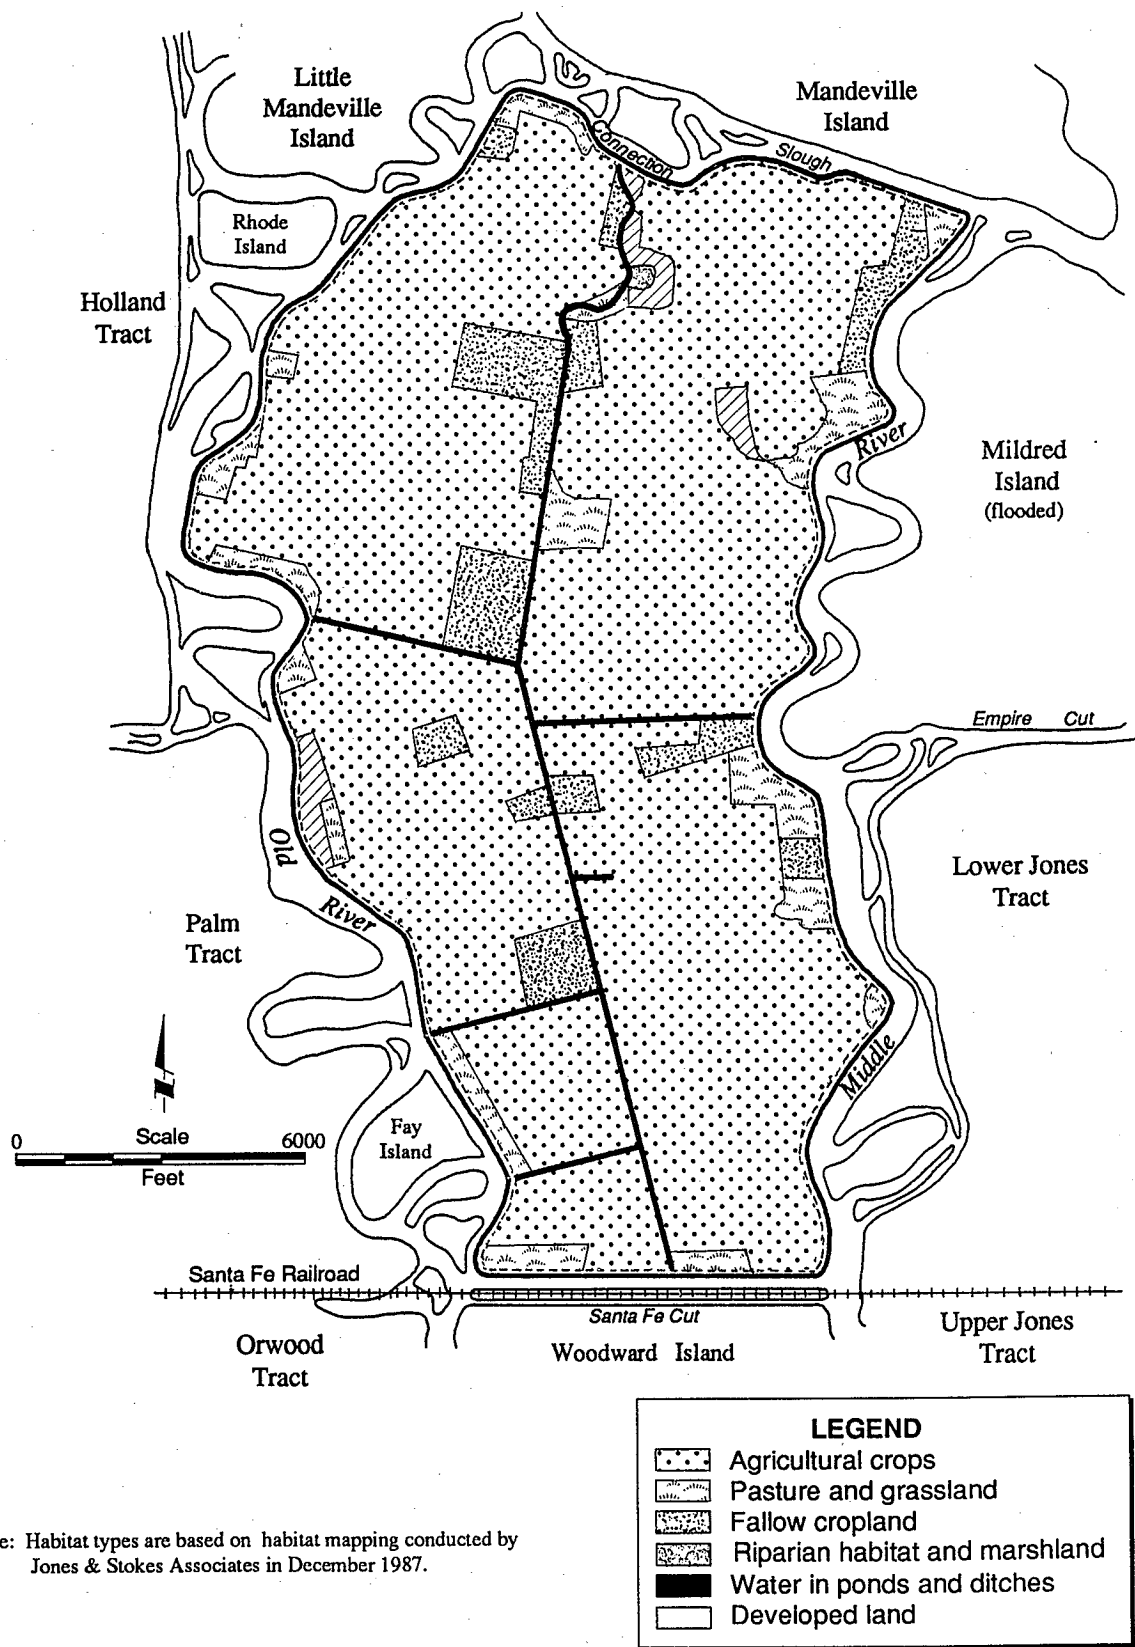 Little
Mandeville
Island
Mandeville
Island
Connection
Slough
Rhode
Island
Holland
Tract
River
Mildred
Island
(flooded)
Empire Cut
Old
River
Lower Jones
Tract
Palm
Tract
Middle
Fay
Island
0 Scale 6000
Feet
Santa Fe Railroad
Santa Fe Cut
Orwood
Tract
Woodward Island
Upper Jones
Tract
LEGEND
Agricultural crops
Pasture and grassland
Fallow cropland
Riparian habitat and marshland
Water in ponds and ditches
Developed land
e: Habitat types are based on habitat mapping conducted by
Jones & Stokes Associates in December 1987.